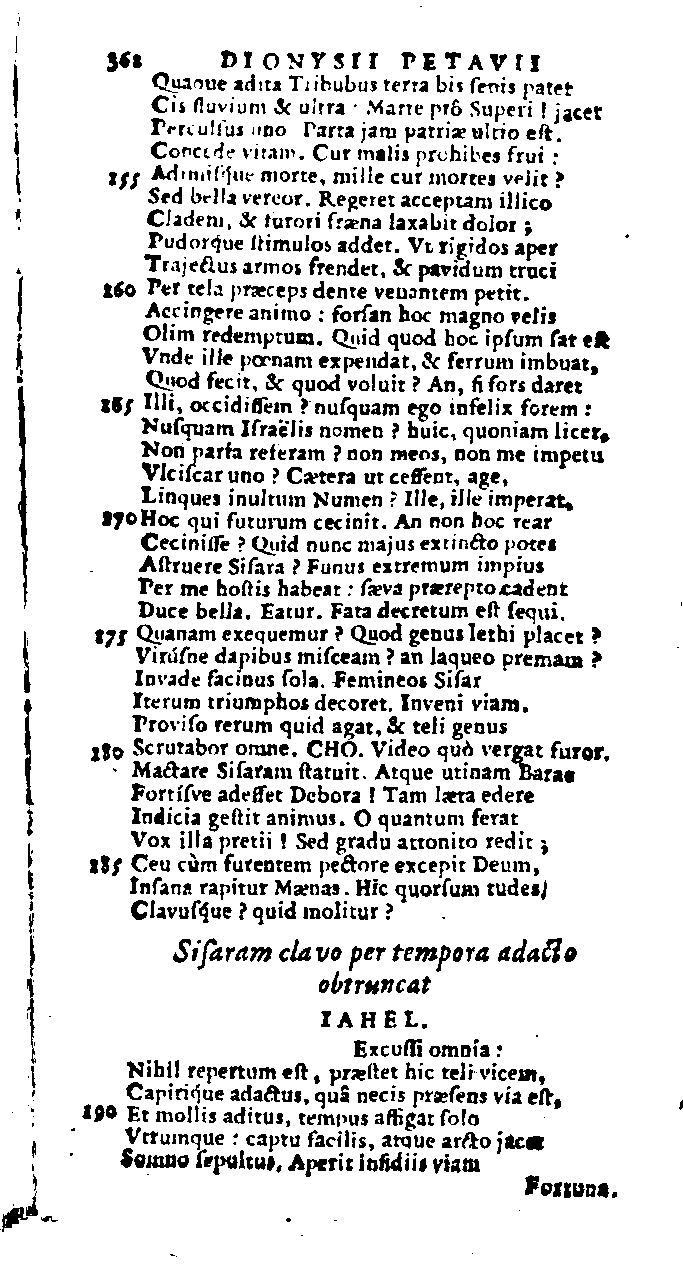 362 DIONYSII PETAVII
Quaque adita Tribubus terra bis ſenis patet
Cis fluvium & ultra · Marte prô Superi ! jacet
Perculſus uno Parta jam patriæ ultio eſt.
Concede vitam. Cur malis prohibes frui :
255 Adimiſque morte, mille cur mortes velit ?
Sed bella vereor. Regeret acceptam illico
Cladem, & furori fræna laxabit dolor ;
Pudorq́ue ſtimulos addet. Vt rigidos aper
Trajectus armos frendet, & pavidum truci
260 Per tela præceps dente venantem petit.
Accingere animo : forſan hoc magno velis
Olim redemptum. Quid quod hoc ipſum ſat eſt
Vnde ille pœnam expendat, & ferrum imbuat,
Quod fecit, & quod voluit ? An, ſi fors daret
265 Illi, occidiſſem ? nuſquam ego infelix forem :
Nuſquam Iſraëlis nomen ? huic, quoniam licet,
Non parta referam ? non meos, non me impetu
Vlciſcar uno ? Cætera ut ceſſent, age,
Linques inultum Numen ? Ille, ille imperat,
270 Hoc qui futurum cecinit. An non hoc rear
Ceciniſſe ? Quid nunc majus extincto potes
Aſtruere Siſara ? Funus extremum impius
Per me hoſtis habeat : ſæva prærepto cadent
Duce bella. Eatur. Fata decretum eſt ſequi.
275 Quanam exequemur ? Quod genus lethi placet ?
Virúſne dapibus miſceam ? an laqueo premam ?
Invade facinus ſola. Femineos Siſar
Iterum triumphos decoret. Inveni viam.
Proviſo rerum quid agat, & teli genus
280 Scrutabor omne. CHO. Video quò vergat furor.
Mactare Siſaram ſtatuit. Atque utinam Barac
Fortiſve adeſſet Debora ! Tam læta edere
Indicia geſtit animus. O quantum ferat
Vox illa pretii ! Sed gradu attonito redit ;
285 Ceu cùm furentem pectore excepit Deum,
Inſana rapitur Mænas. Hic quorſum tudes,
Clavuſq́ue ? quid molitur ?
Siſaram clavo per tempora adacto
obtruncat
IAHEL.
Excuſſi omnia :
Nihil repertum eſt, præſtet hic teli vicem,
Capitiq́ue adactus, quâ necis præſens via eſt,
190 Et mollis aditus, tempus affigat ſolo
Vtrumque : captu facilis, atque arcto jacet
Somno ſepultus. Aperit inſidiis viam
Fortuna.